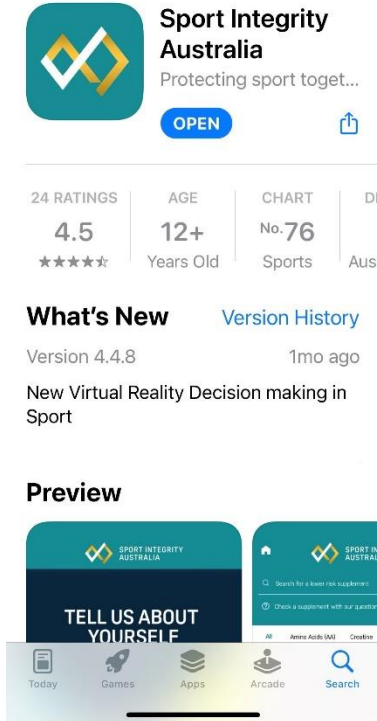 Sport Integrity
Australia
Protecting sport toget...
OPEN
24 RATINGS AGE CHART
4.5 12+ No.76
Years Old Sports Aus
What's New Version History
Version 4.4.8 1mo ago
New Virtual Reality Decision making in
Sport
Preview
SPORT INTEGRITY
AUSTRALIA
TELL US ABOUT
YOURSELF
SPORT IN
AUSTRAL
Search for a lower risk supplement
Check a supplement with our question
All Amino Acids (AA) Creatine
Today Games Apps Arcade Search